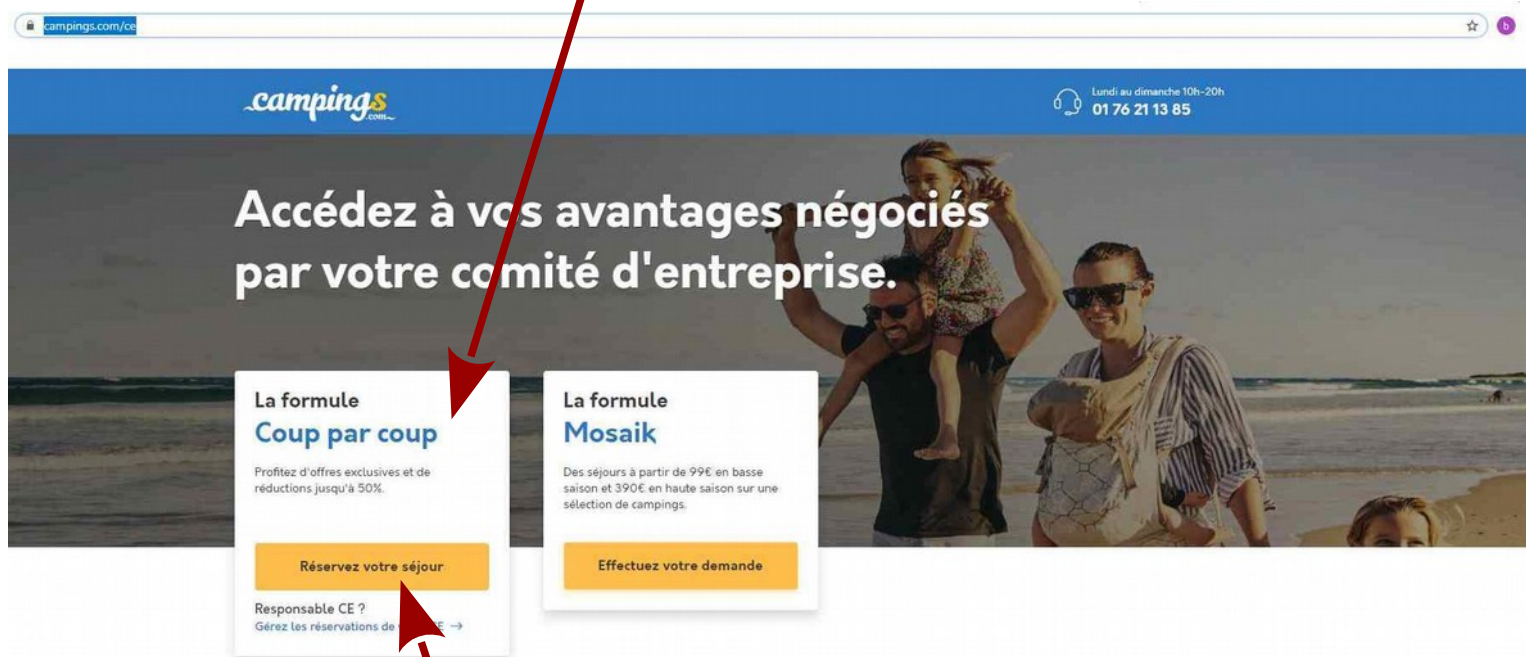 campings.com/ce
b
campings
.com
Lundi au dimanche 10h-20h
01 76 21 13 85
Accédez à vos avantages négociés
par votre comité d'entreprise.
La formule
Coup par coup
Profitez d'offres exclusives et de
réductions jusqu'à 50%.
Réservez votre séjour
Responsable CE ?
Gérez les réservations de CE →
La formule
Mosaik
Des séjours à partir de 99€ en basse
saison et 390€ en haute saison sur une
sélection de campings.
Effectuez votre demande